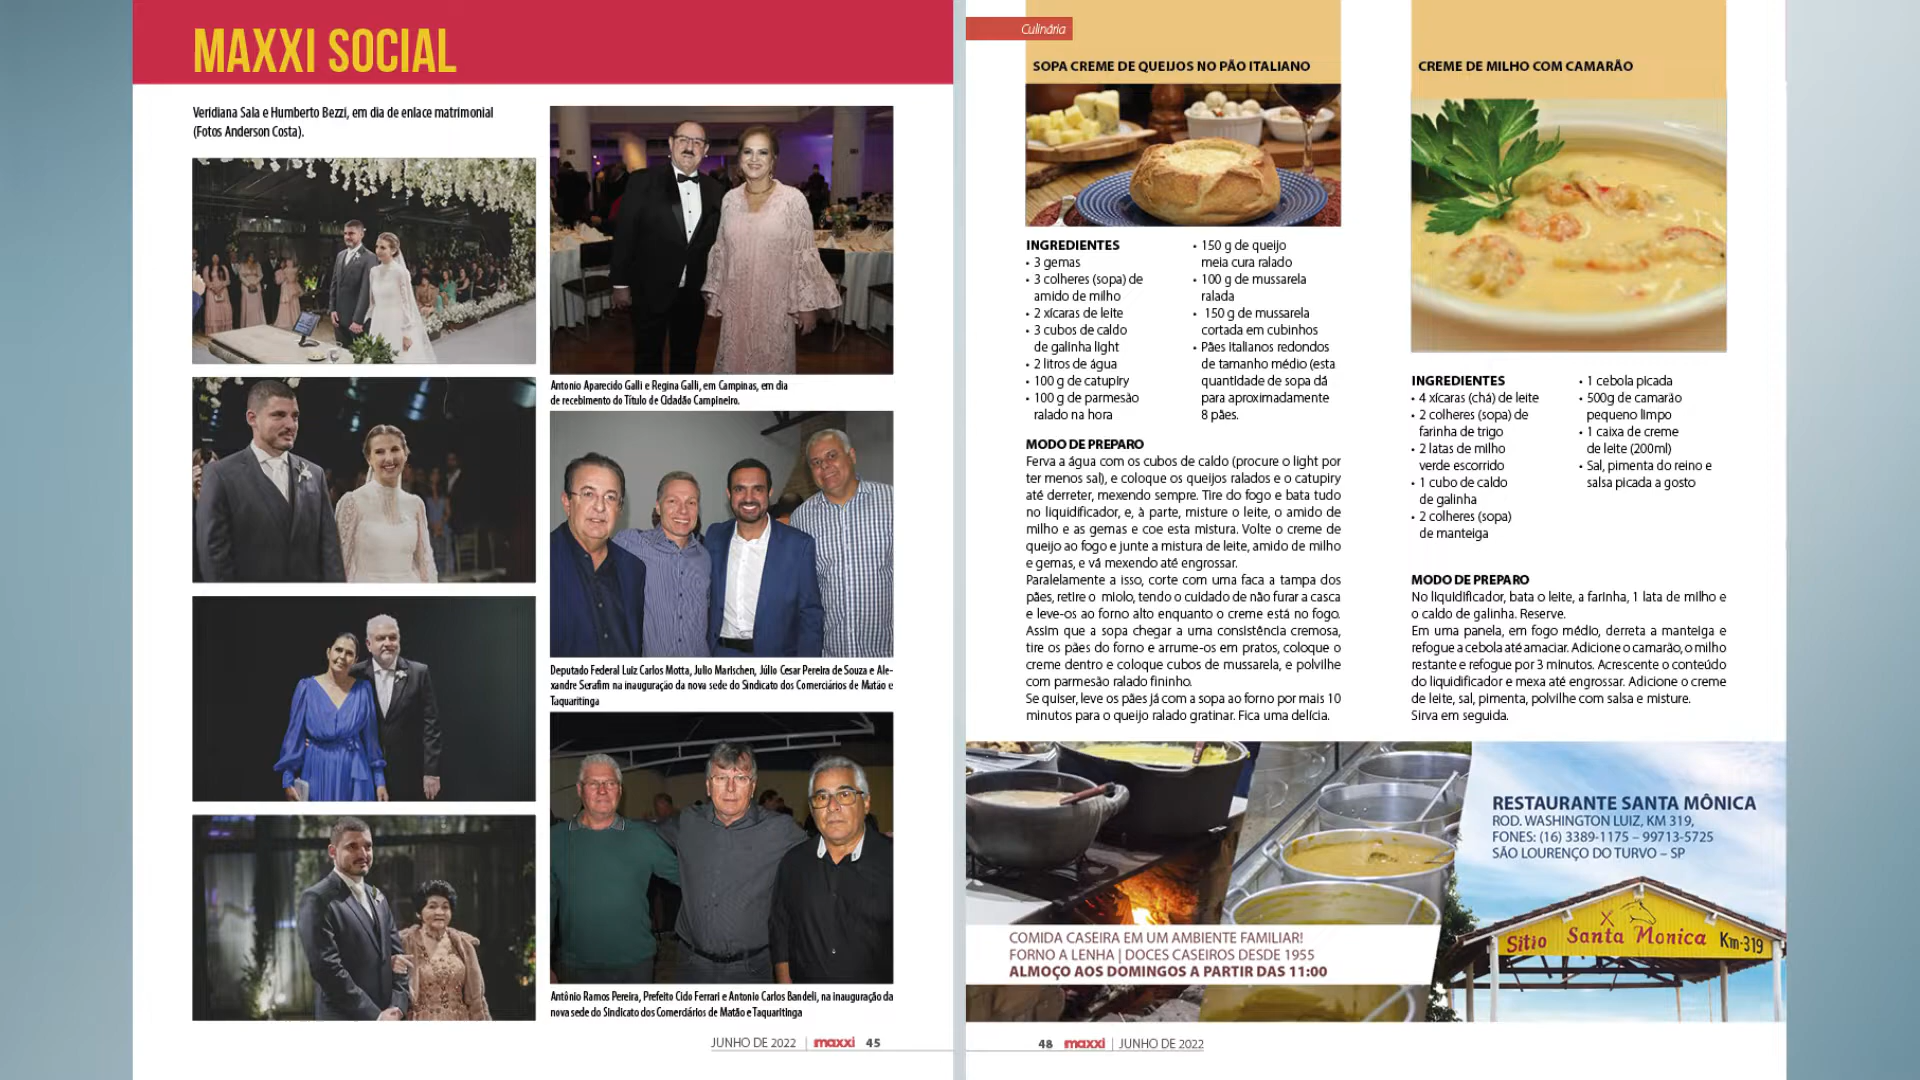 MAXXI SOCIAL
Veridiana Sala e Humberto Bezzi, em dia de enlace matrimonial
(Fotos Anderson Costa).
Antonio Aparecido Galli e Regina Galli, em Campinas, em dia
de recebimento do Título de Cidadão Campineiro.
Deputado Federal Luiz Carlos Motta, Julio Marischen, Júlio Cesar Pereira de Souza e Ale-
xandre Serafim na inauguração da nova sede do Sindicato dos Comerciários de Matão e
Taquaritinga
Antônio Ramos Pereira, Prefeito Cido Ferrari e Antonio Carlos Bandeli, na inauguração da
nova sede do Sindicato dos Comerciários de Matão e Taquaritinga
JUNHO DE 2022 | maxxi 45
Culinária
SOPA CREME DE QUEIJOS NO PÃO ITALIANO
INGREDIENTES
• 3 gemas
• 3 colheres (sopa) de
amido de milho
• 2 xícaras de leite
• 3 cubos de caldo
de galinha light
• 2 litros de água
• 100 g de catupiry
• 100 g de parmesão
ralado na hora
• 150 g de queijo
meia cura ralado
• 100 g de mussarela
ralada
• 150 g de mussarela
cortada em cubinhos
• Pães italianos redondos
de tamanho médio (esta
quantidade de sopa dá
para aproximadamente
8 pães.
MODO DE PREPARO
Ferva a água com os cubos de caldo (procure o light por
ter menos sal), e coloque os queijos ralados e o catupiry
até derreter, mexendo sempre. Tire do fogo e bata tudo
no liquidificador, e, à parte, misture o leite, o amido de
milho e as gemas e coe esta mistura. Volte o creme de
queijo ao fogo e junte a mistura de leite, amido de milho
e gemas, e vá mexendo até engrossar.
Paralelamente a isso, corte com uma faca a tampa dos
pães, retire o miolo, tendo o cuidado de não furar a casca
e leve-os ao forno alto enquanto o creme está no fogo.
Assim que a sopa chegar a uma consistência cremosa,
tire os pães do forno e arrume-os em pratos, coloque o
creme dentro e coloque cubos de mussarela, e polvilhe
com parmesão ralado fininho.
Se quiser, leve os pães já com a sopa ao forno por mais 10
minutos para o queijo ralado gratinar. Fica uma delícia.
CREME DE MILHO COM CAMARÃO
INGREDIENTES
• 4 xícaras (chá) de leite
• 2 colheres (sopa) de
farinha de trigo
• 2 latas de milho
verde escorrido
• 1 cubo de caldo
de galinha
• 2 colheres (sopa)
de manteiga
• 1 cebola picada
• 500g de camarão
pequeno limpo
• 1 caixa de creme
de leite (200ml)
• Sal, pimenta do reino e
salsa picada a gosto
MODO DE PREPARO
No liquidificador, bata o leite, a farinha, 1 lata de milho e
o caldo de galinha. Reserve.
Em uma panela, em fogo médio, derreta a manteiga e
refogue a cebola até amaciar. Adicione o camarão, o milho
restante e refogue por 3 minutos. Acrescente o conteúdo
do liquidificador e mexa até engrossar. Adicione o creme
de leite, sal, pimenta, polvilhe com salsa e misture.
Sirva em seguida.
RESTAURANTE SANTA MÔNICA
ROD. WASHINGTON LUIZ, KM 319,
FONES: (16) 3389-1175 – 99713-5725
SÃO LOURENÇO DO TURVO – SP
Sítio Santa Monica Km-319
COMIDA CASEIRA EM UM AMBIENTE FAMILIAR!
FORNO A LENHA | DOCES CASEIROS DESDE 1955
ALMOÇO AOS DOMINGOS A PARTIR DAS 11:00
48 maxxi | JUNHO DE 2022